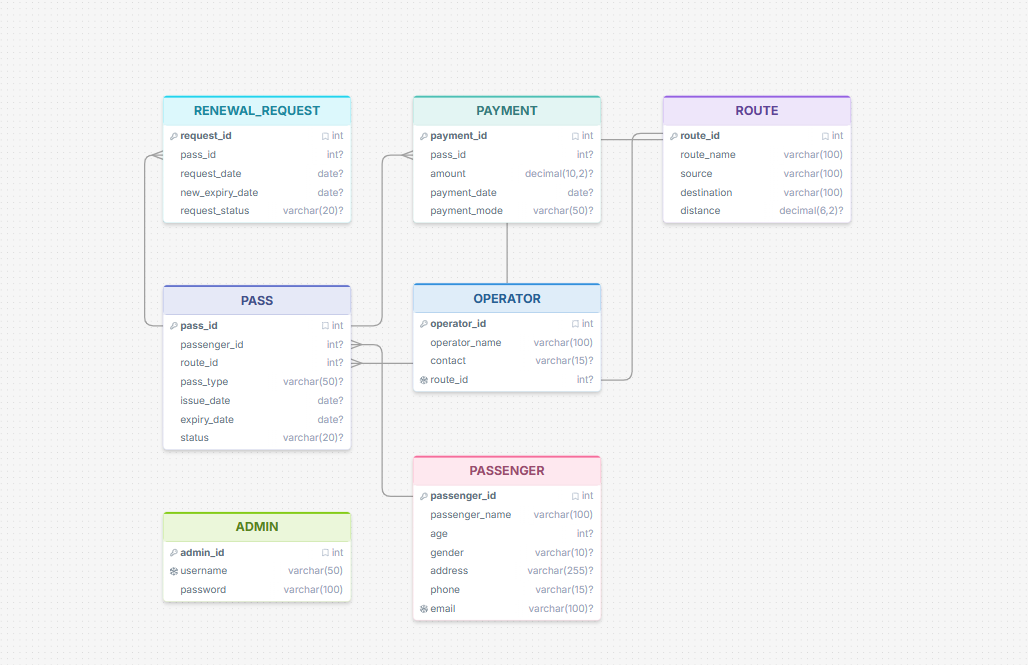 RENEWAL_REQUEST
request_id int
pass_id int?
request_date date?
new_expiry_date date?
request_status varchar(20)?
PAYMENT
payment_id int
pass_id int?
amount decimal(10,2)?
payment_date date?
payment_mode varchar(50)?
ROUTE
route_id int
route_name varchar(100)
source varchar(100)
destination varchar(100)
distance decimal(6,2)?
PASS
pass_id int
passenger_id int?
route_id int?
pass_type varchar(50)?
issue_date date?
expiry_date date?
status varchar(20)?
OPERATOR
operator_id int
operator_name varchar(100)
contact varchar(15)?
route_id int?
PASSENGER
passenger_id int
passenger_name varchar(100)
age int?
gender varchar(10)?
address varchar(255)?
phone varchar(15)?
email varchar(100)?
ADMIN
admin_id int
username varchar(50)
password varchar(100)